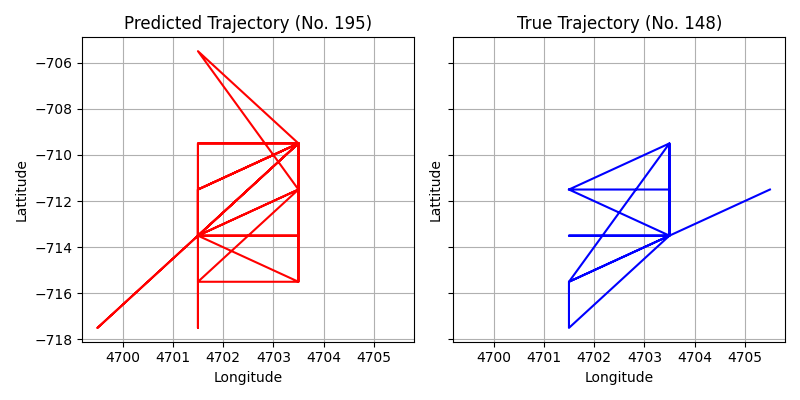 Predicted Trajectory (No. 195)
True Trajectory (No. 148)
Lattitude
−706
−708
−710
−712
−714
−716
−718
4700 4701 4702 4703 4704 4705
Longitude
Lattitude
4700 4701 4702 4703 4704 4705
Longitude